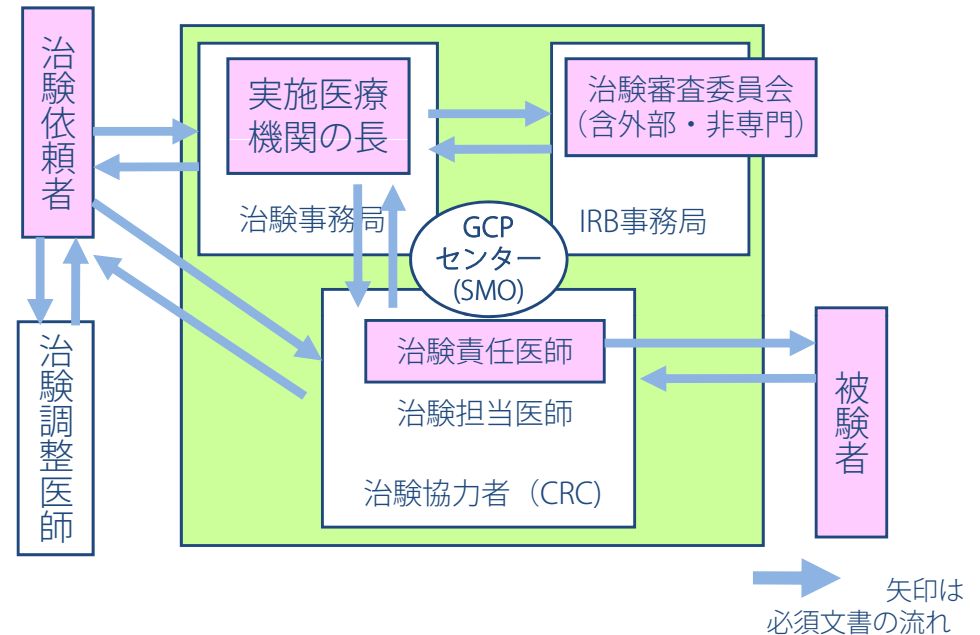 治験依頼者
実施医療
機関の長
治験事務局
治験審査委員会
（含外部・非専門）
IRB事務局
GCP
センター
(SMO)
治験責任医師
治験担当医師
治験協力者（CRC)
治験調整医師
被験者
矢印は
必須文書の流れ